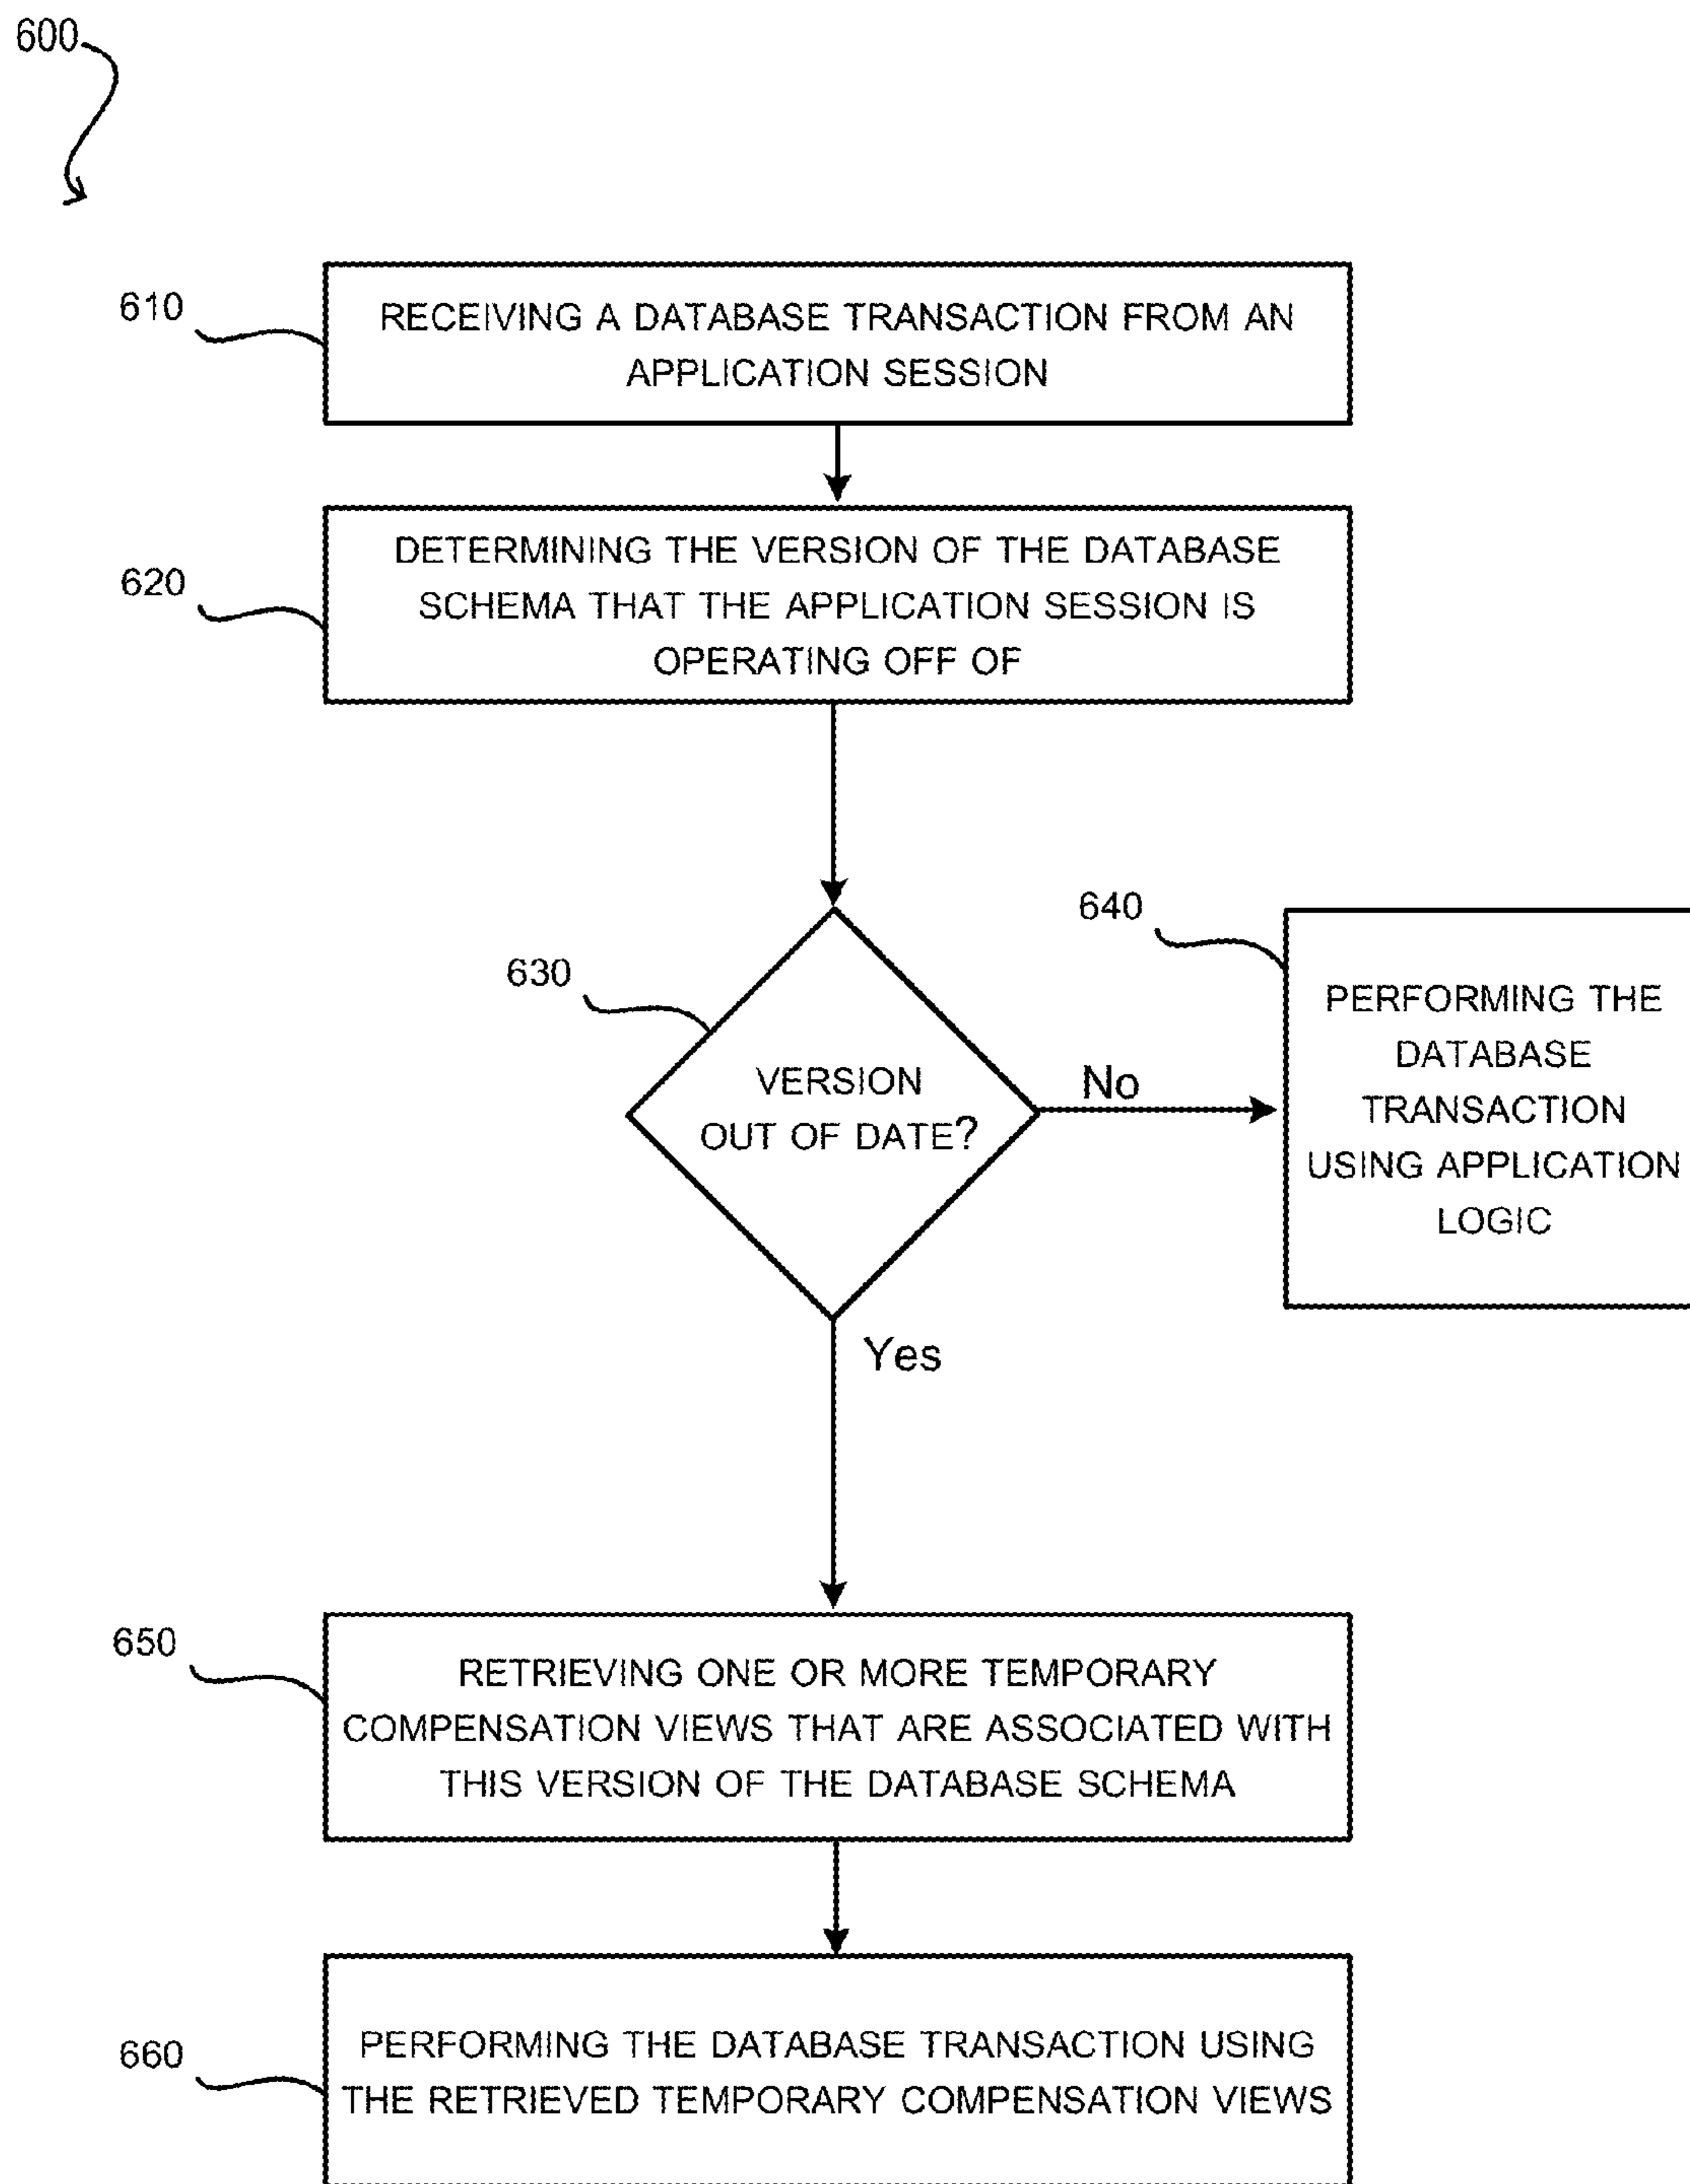 600
610
RECEIVING A DATABASE TRANSACTION FROM AN
APPLICATION SESSION
620
DETERMINING THE VERSION OF THE DATABASE
SCHEMA THAT THE APPLICATION SESSION IS
OPERATING OFF OF
630
VERSION
OUT OF DATE?
No
640
PERFORMING THE
DATABASE
TRANSACTION
USING APPLICATION
LOGIC
Yes
650
RETRIEVING ONE OR MORE TEMPORARY
COMPENSATION VIEWS THAT ARE ASSOCIATED WITH
THIS VERSION OF THE DATABASE SCHEMA
660
PERFORMING THE DATABASE TRANSACTION USING
THE RETRIEVED TEMPORARY COMPENSATION VIEWS